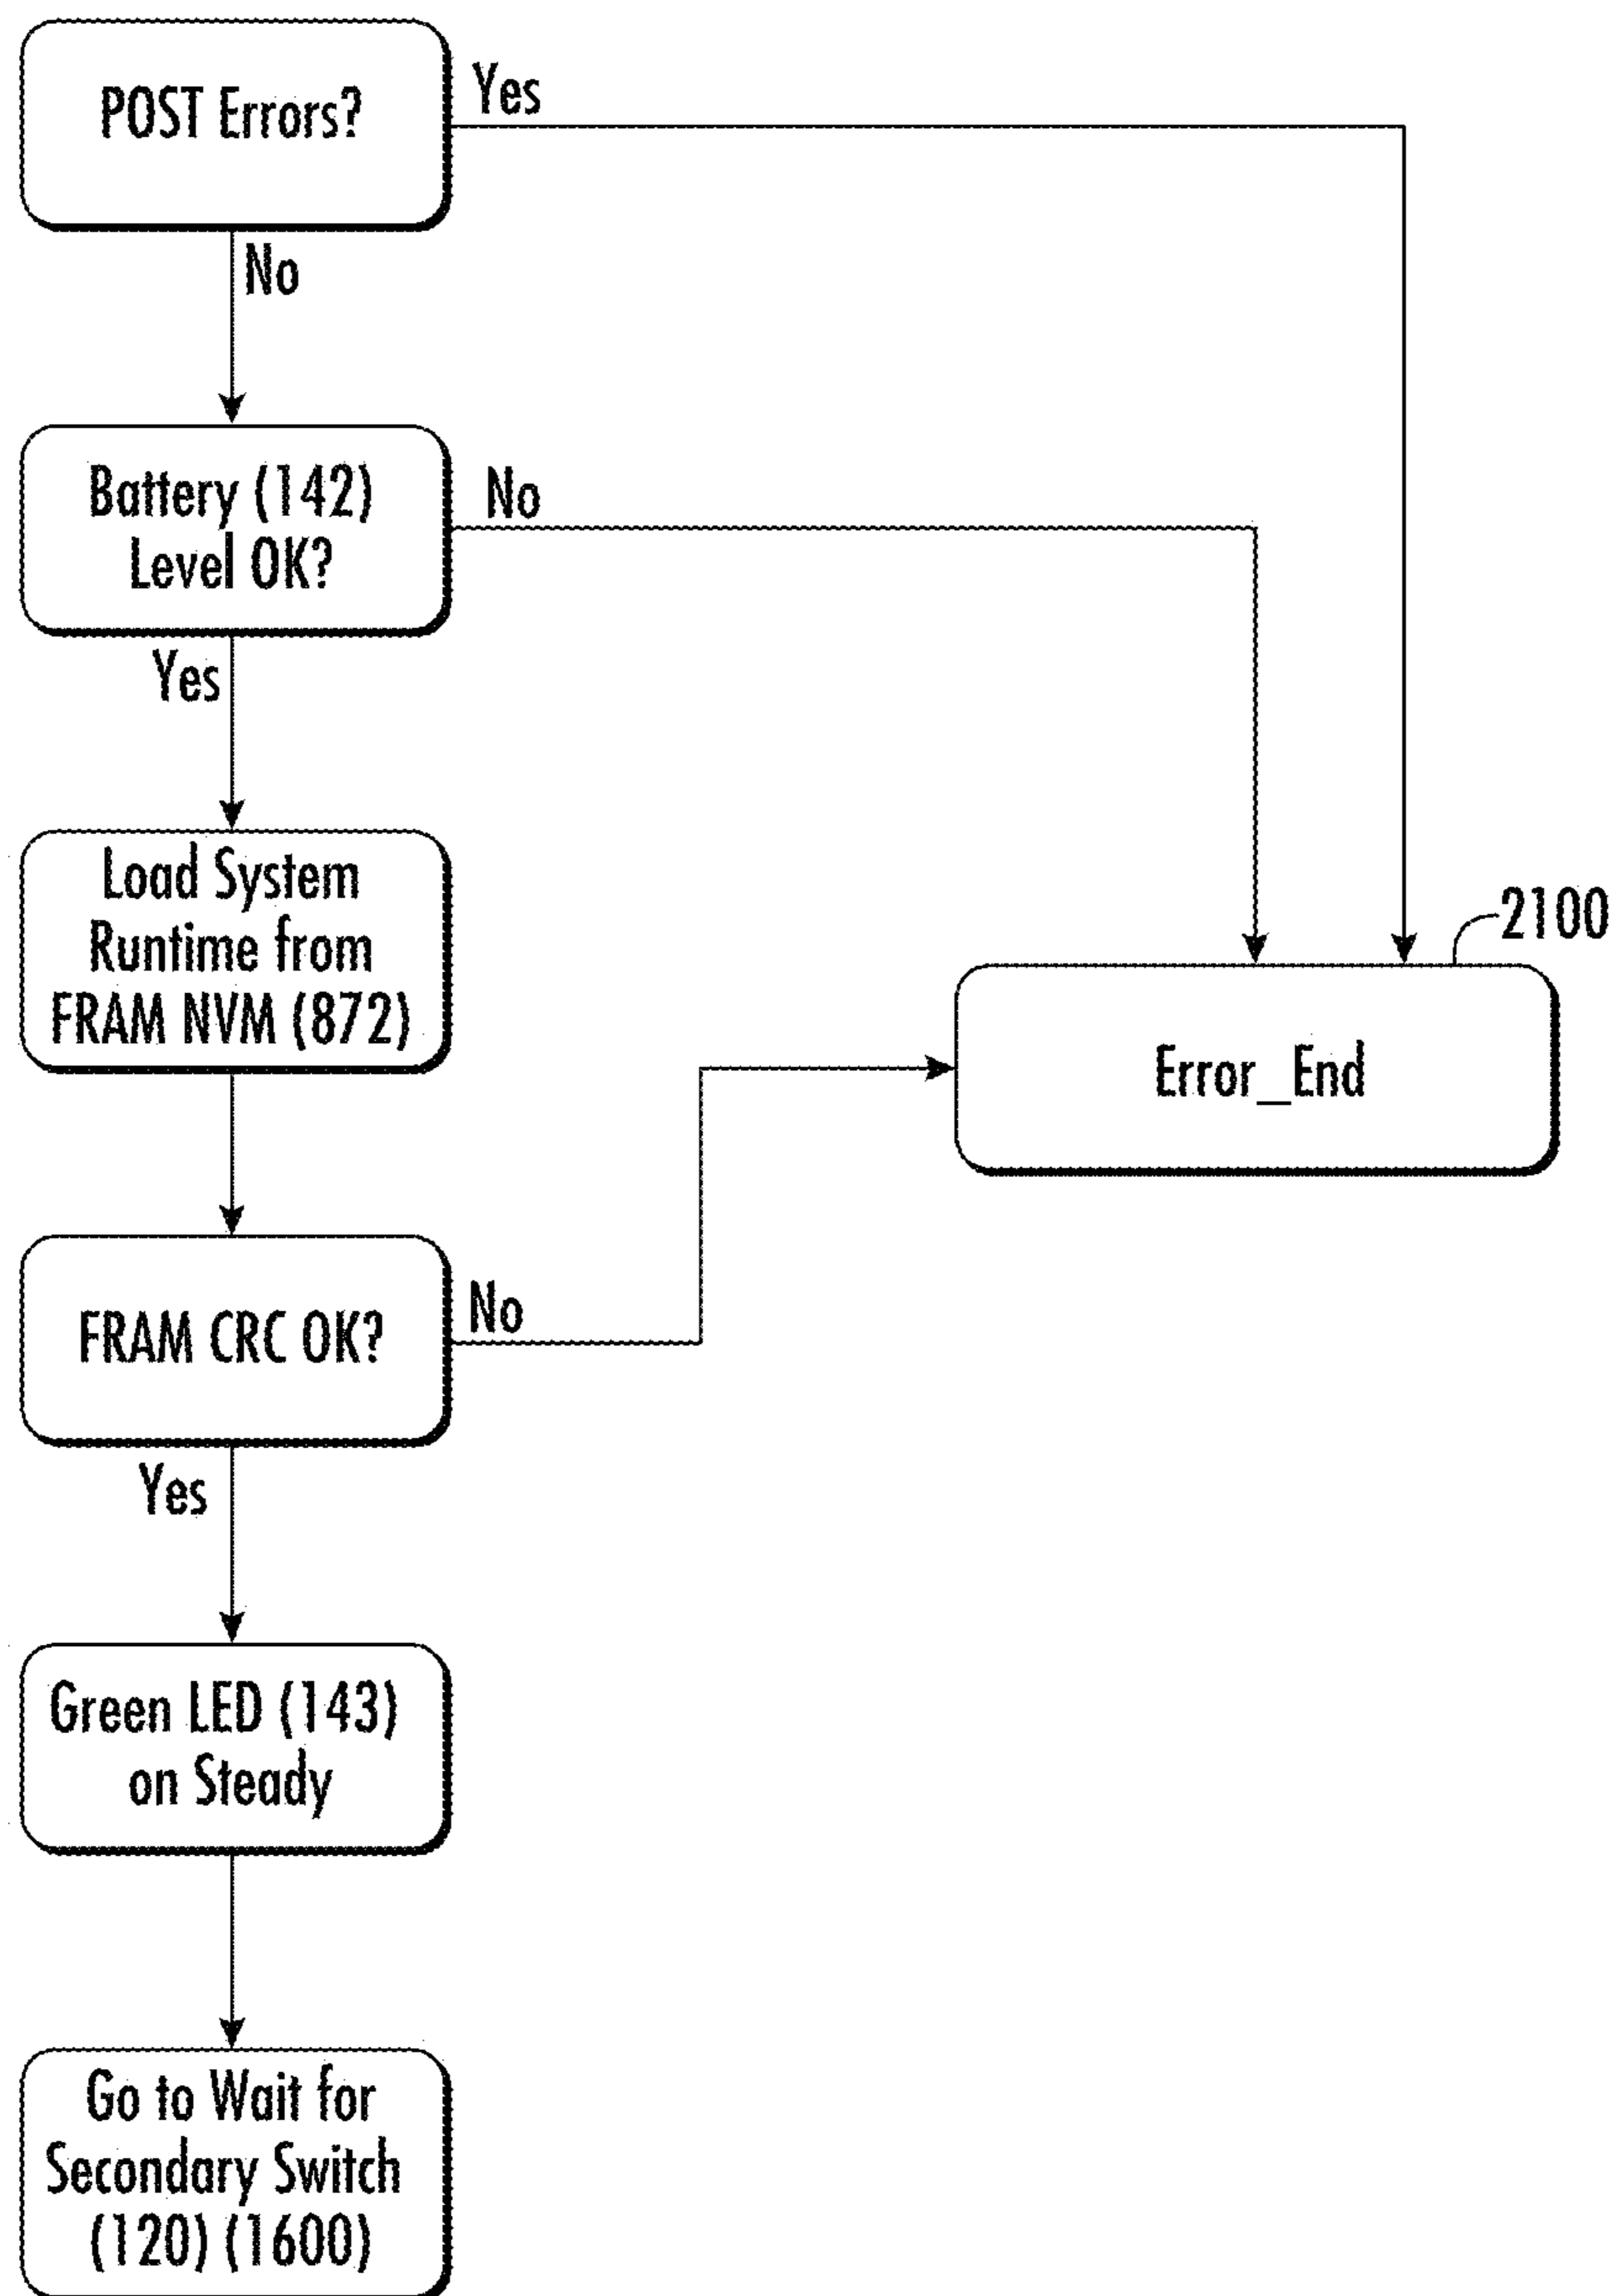 POST Errors?
Yes
No
Battery (142)
Level OK?
No
Yes
Load System
Runtime from
FRAM NVM (872)
2100
Error_End
FRAM CRC OK?
No
Yes
Green LED (143)
on Steady
Go to Wait for
Secondary Switch
(120) (1600)